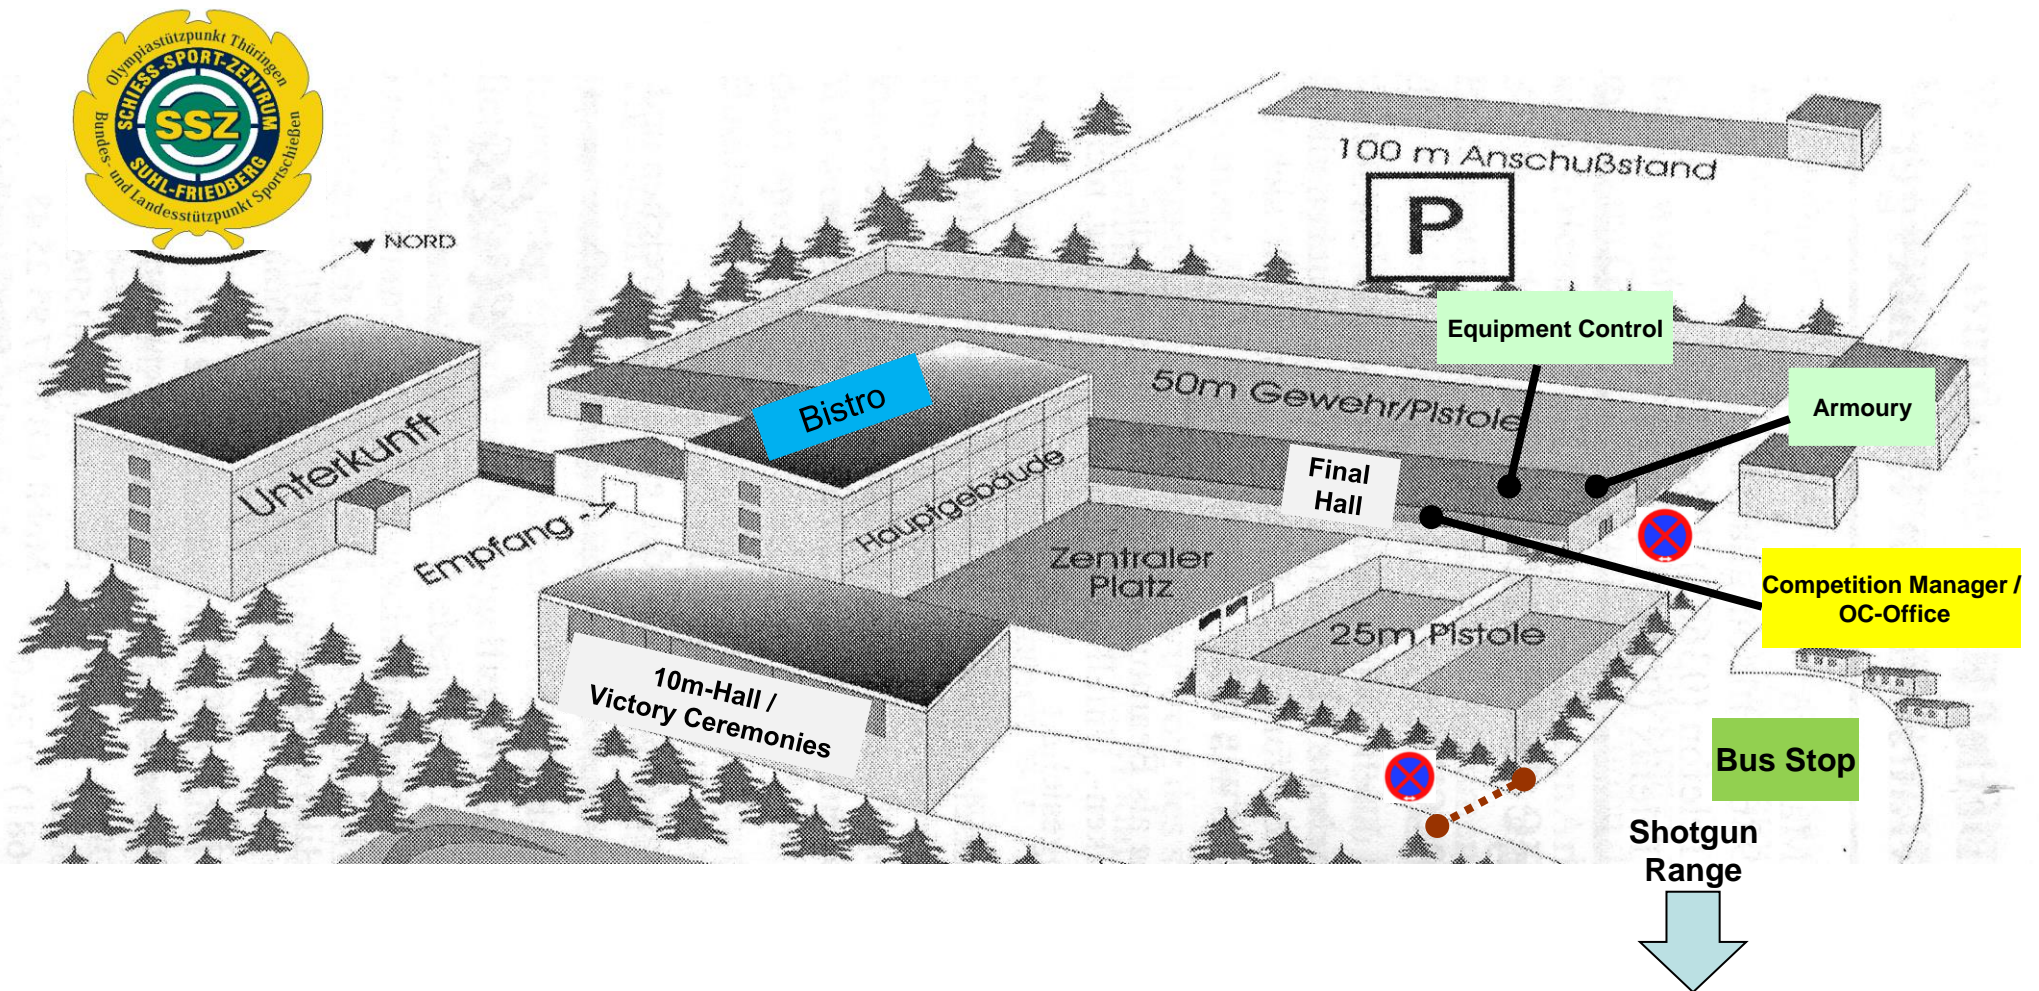 Olympiastützpunkt Thüringen
SCHIESS-SPORT-ZENTRUM
SSZ
SUHL-FRIEDBERG
Bundes- und Landesstützpunkt Sportschießen
NORD
100 m Anschußstand
P
Equipment Control
50m Gewehr/Pistole
Armoury
Bistro
Unterkunft
Final
Hall
Hauptgebäude
Empfang ->
Zentraler
Platz
Competition Manager /
OC-Office
25m Pistole
10m-Hall /
Victory Ceremonies
Bus Stop
Shotgun
Range